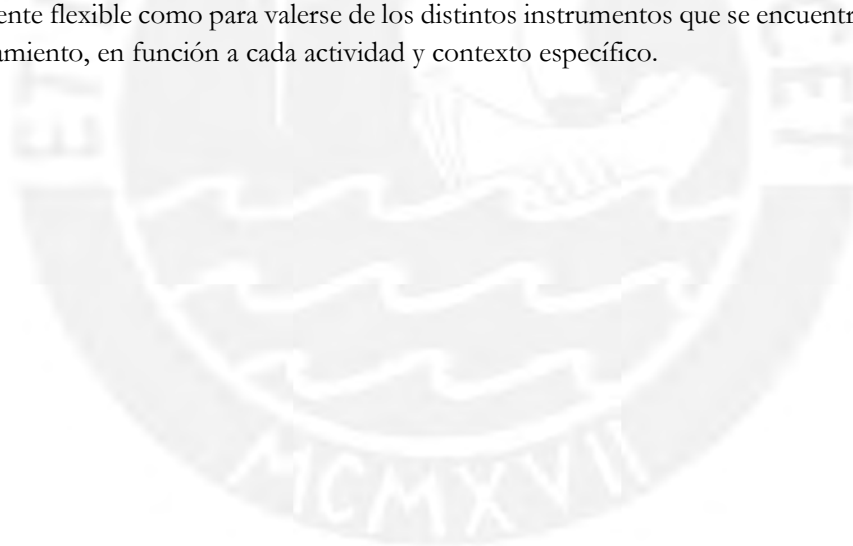 ente flexible como para valerse de los distintos instrumentos que se encuentr
amiento, en función a cada actividad y contexto específico.
MCMXVII